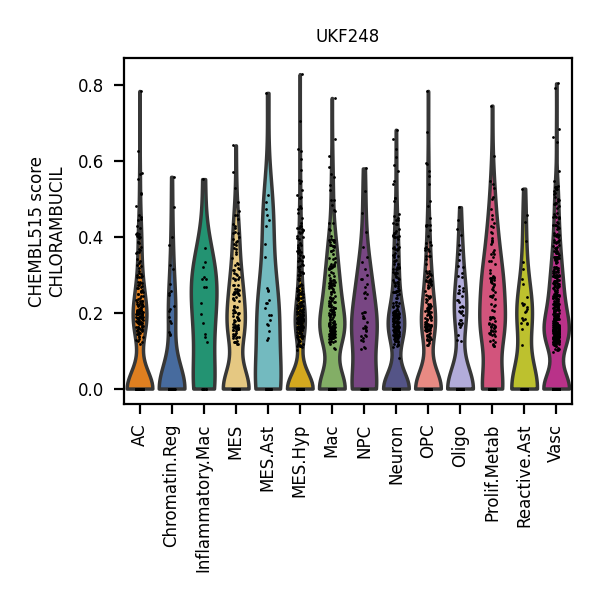 UKF248
CHEMBL515 score
CHLORAMBUCIL
0.8
0.6
0.4
0.2
0.0
AC
Chromatin.Reg
Inflammatory.Mac
MES
MES.Ast
MES.Hyp
Mac
NPC
Neuron
OPC
Oligo
Prolif.Metab
Reactive.Ast
Vasc